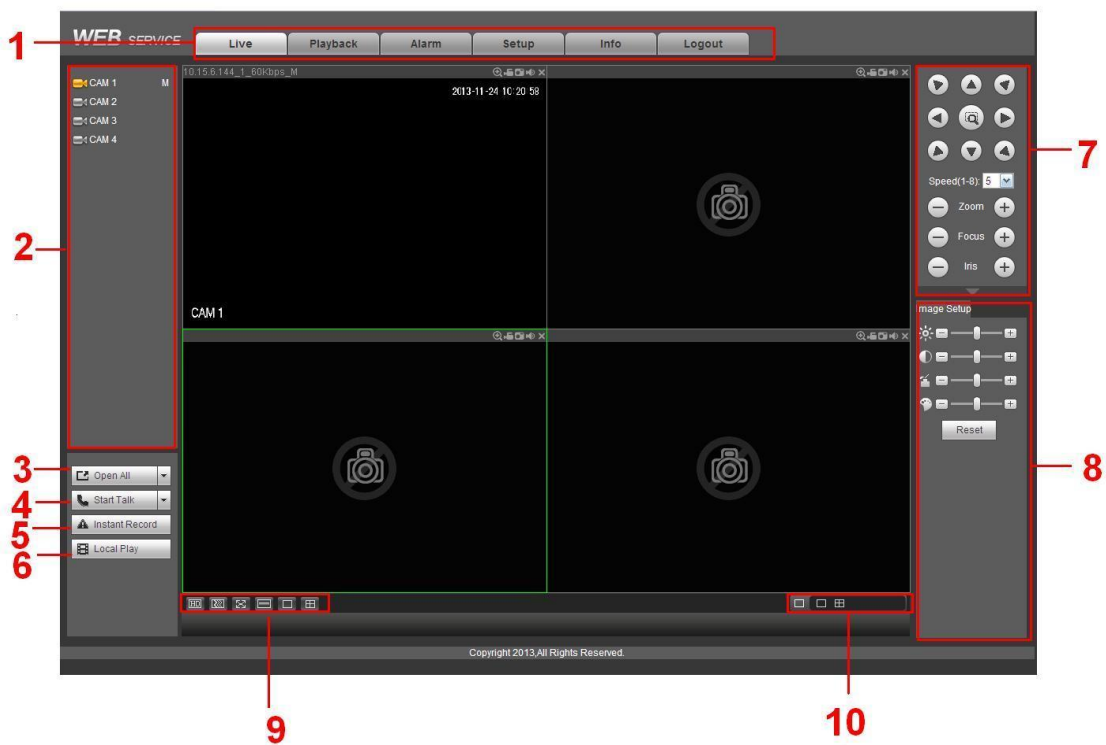 1
WEB SERVICE
Live
Playback
Alarm
Setup
Info
Logout
2
CAM 1 M
CAM 2
CAM 3
CAM 4
10.15.6.144_1_60Kbps_M
2013-11-24 10:20:59
CAM 1
7
Speed(1-8): 5
Zoom
Focus
Iris
mage Setup
Reset
8
3
Open All
4
Start Talk
5
Instant Record
6
Local Play
HD
9
10
Copyright 2013,All Rights Reserved.